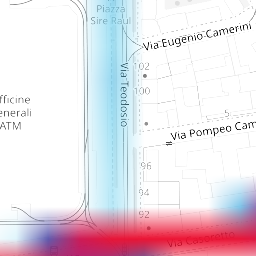 Piazza
Sire Raul
Via Eugenio Camerini
Via Teodosio
102
100
fficine
enerali
ATM
5
Via Pompeo Cam
96
94
92